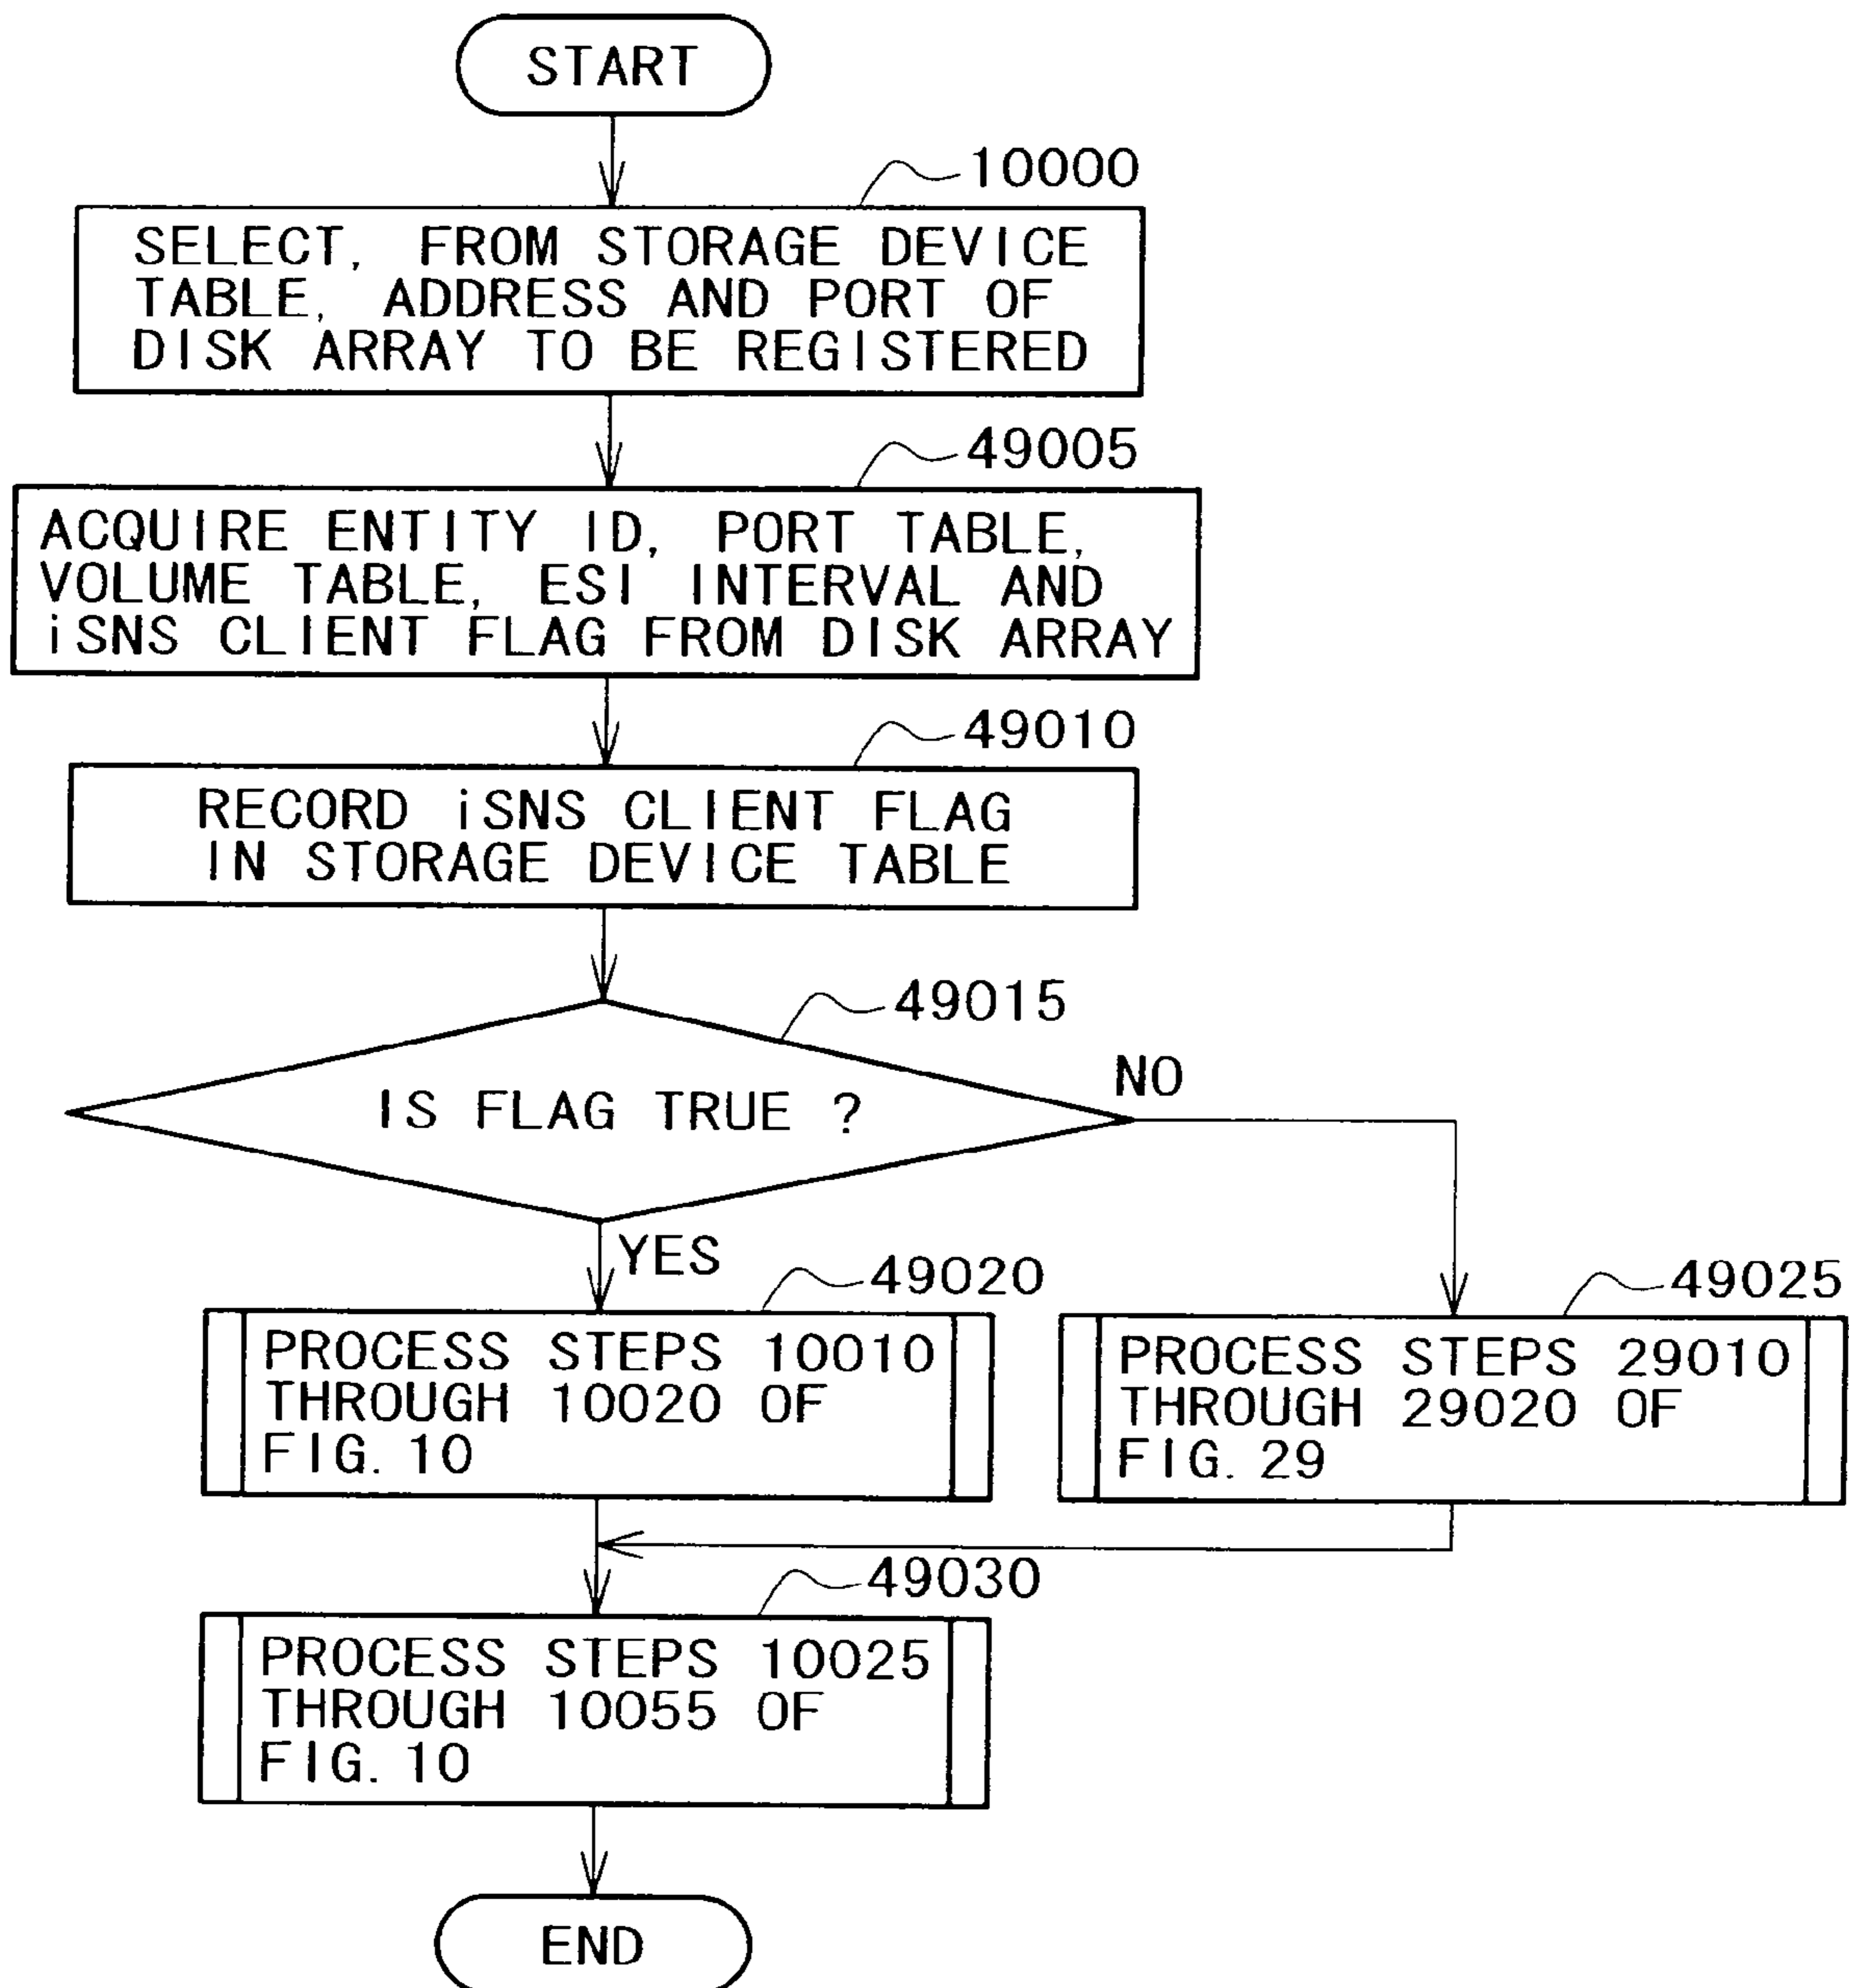 START
10000
SELECT, FROM STORAGE DEVICE
TABLE, ADDRESS AND PORT OF
DISK ARRAY TO BE REGISTERED
49005
ACQUIRE ENTITY ID, PORT TABLE,
VOLUME TABLE, ESI INTERVAL AND
iSNS CLIENT FLAG FROM DISK ARRAY
49010
RECORD iSNS CLIENT FLAG
IN STORAGE DEVICE TABLE
49015
IS FLAG TRUE ?
NO
YES
49020
PROCESS STEPS 10010
THROUGH 10020 OF
FIG. 10
49025
PROCESS STEPS 29010
THROUGH 29020 OF
FIG. 29
49030
PROCESS STEPS 10025
THROUGH 10055 OF
FIG. 10
END